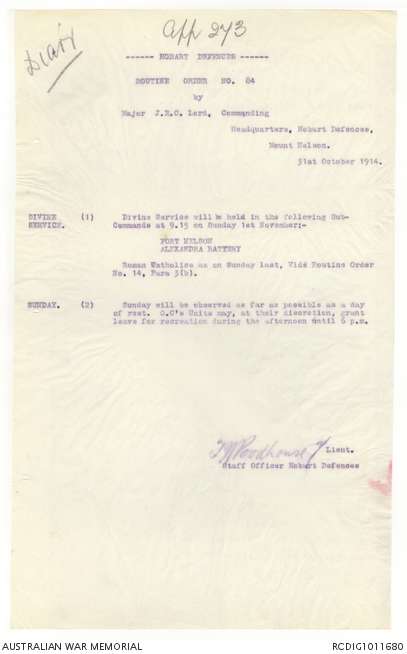 App 273
Diary
------ HOBART DEFENCES ------
ROUTINE ORDER NO. 84
by
Major J.E.C. Lord, Commanding
Headquarters, Hobart Defences,
Mount Nelson.
31st October 1914.
DIVINE SERVICE. (1) Divine Service will be held in the following Sub-
Commands at 9.15 on Sunday 1st November:-
FORT NELSON
ALEXANDRA BATTERY
Roman Catholics as on Sunday last, Vide Routine Order
No. 14, Para 3(b).
SUNDAY. (2) Sunday will be observed as far as possible as a day
of rest. O.C's Units may, at their discretion, grant
leave for recreation during the afternoon until 6 p.m.
Woodhouse Lieut.
Staff Officer Hobart Defences
AUSTRALIAN WAR MEMORIAL
RCDIG1011680